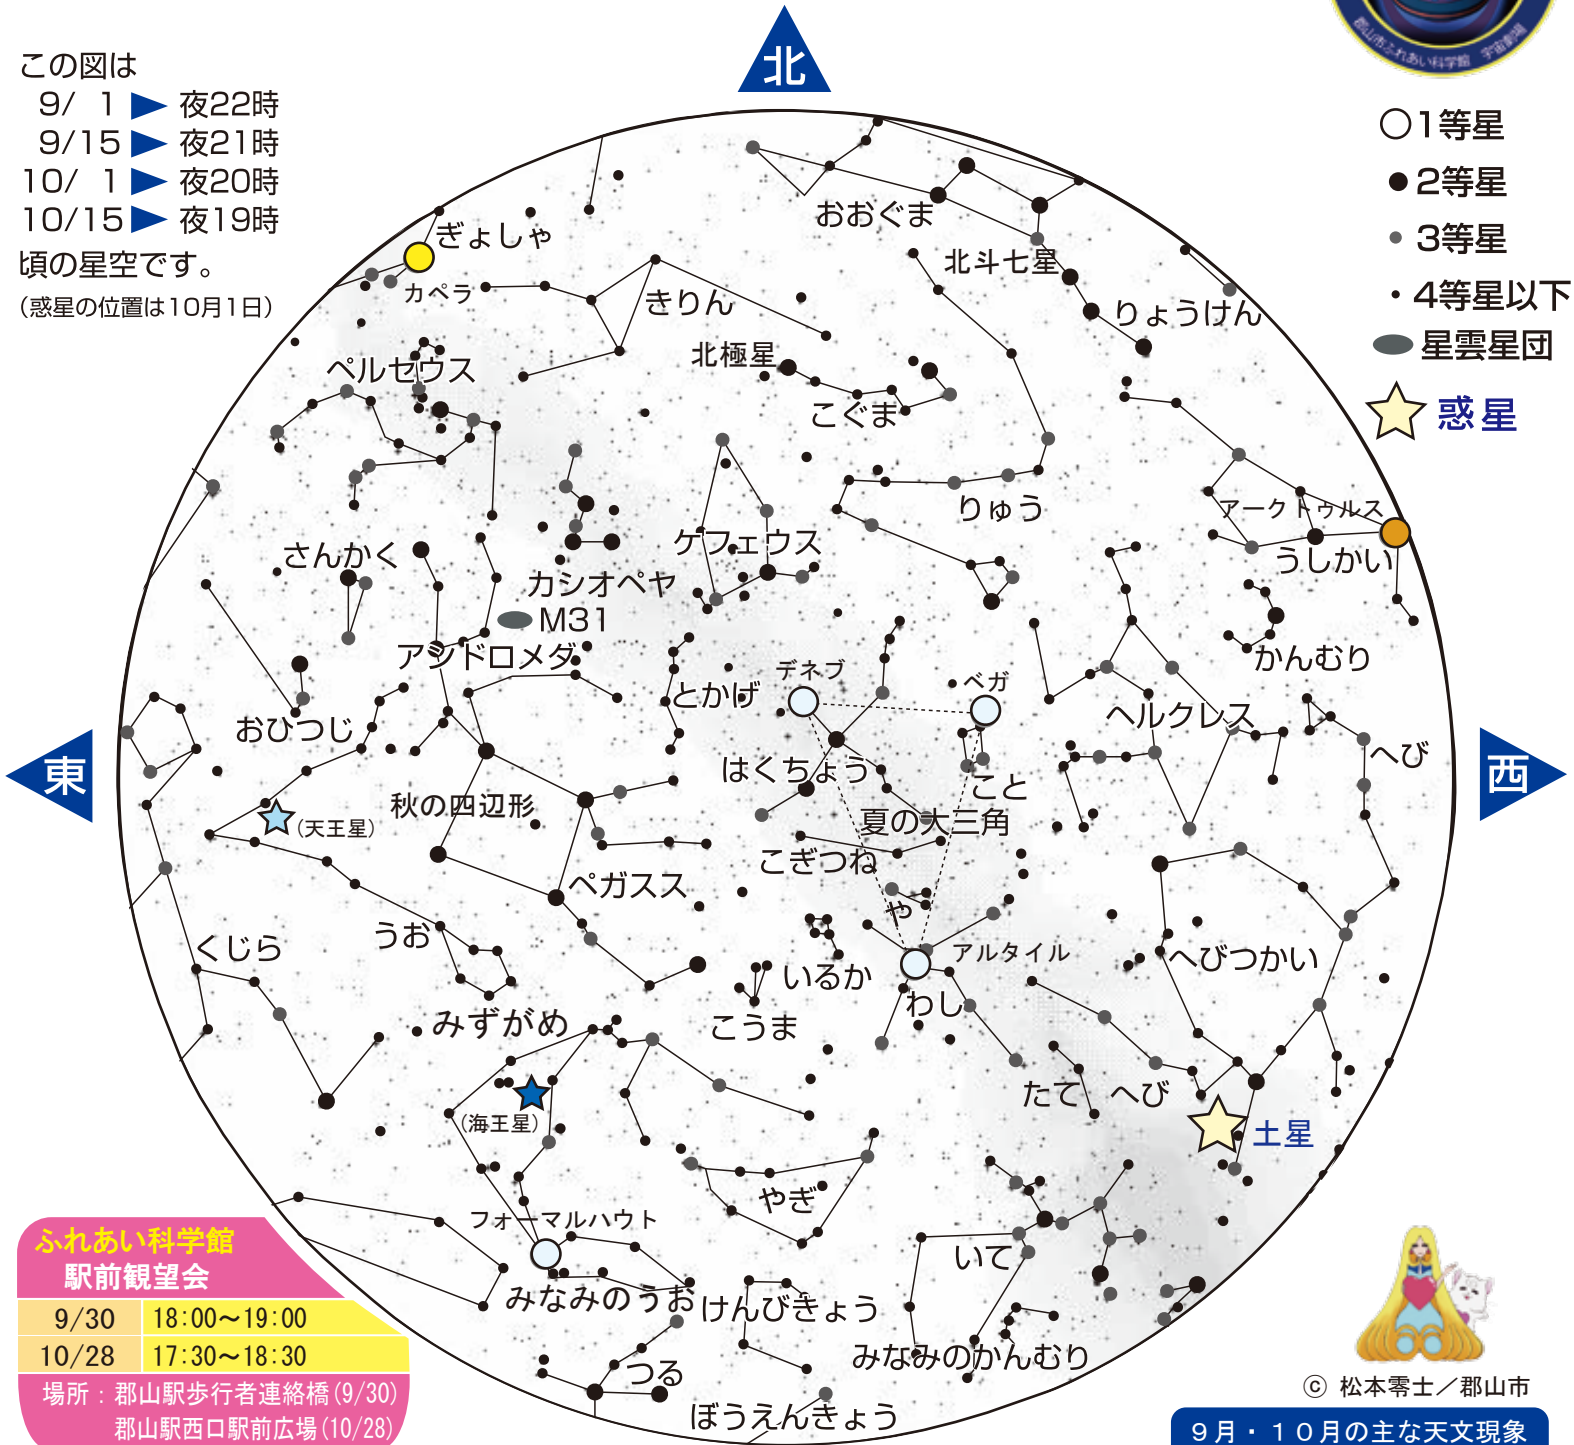 郡山市ふれあい科学館 宇宙劇場
北
この図は
9/ 1 ▶ 夜22時
9/15 ▶ 夜21時
10/ 1 ▶ 夜20時
10/15 ▶ 夜19時
頃の星空です。
(惑星の位置は10月1日)
○1等星
●2等星
●3等星
・4等星以下
星雲星団
惑星
おおぐま
ぎょしゃ
北斗七星
カペラ
きりん
りょうけん
北極星
ペルセウス
こぐま
りゅう
アークトゥルス
ケフェウス
さんかく
うしかい
カシオペヤ
M31
アンドロメダ
かんむり
デネブ
とかげ
ベガ
おひつじ
ヘルクレス
へび
東
西
はくちょう
こと
秋の四辺形
(天王星)
夏の大三角
こぎつね
ペガスス
や
うお
くじら
アルタイル
へびつかい
いるか
わし
みずがめ
こうま
たて
へび
(海王星)
土星
やぎ
フォーマルハウト
いて
みなみのうお
けんびきょう
みなみのかんむり
つる
ぼうえんきょう
ふれあい科学館
駅前観望会
9/30 18:00〜19:00
10/28 17:30〜18:30
場所：郡山駅歩行者連絡橋(9/30)
郡山駅西口駅前広場(10/28)
© 松本零士／郡山市
9月・10月の主な天文現象